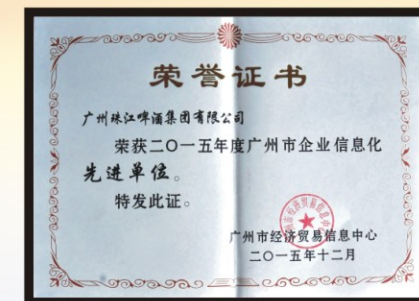 荣誉证书
广州珠江啤酒集团有限公司
荣获二〇一五年度广州市企业信息化
先进单位。
特发此证。
广州市经济贸易信息中心
二〇一五年十二月